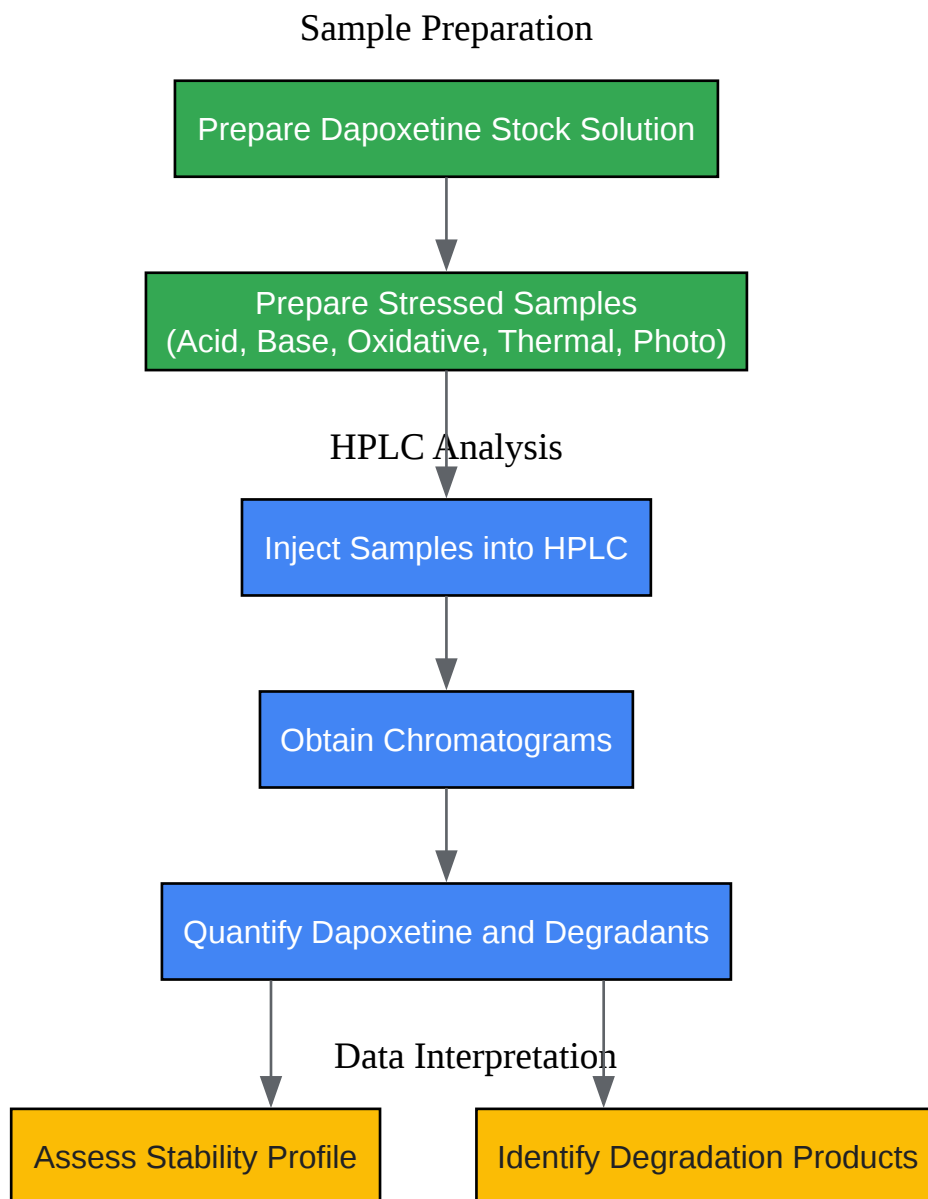 Sample Preparation
Prepare Dapoxetine Stock Solution
Prepare Stressed Samples
(Acid, Base, Oxidative, Thermal, Photo)
HPLC Analysis
Inject Samples into HPLC
Obtain Chromatograms
Quantify Dapoxetine and Degradants
Data Interpretation
Assess Stability Profile
Identify Degradation Products